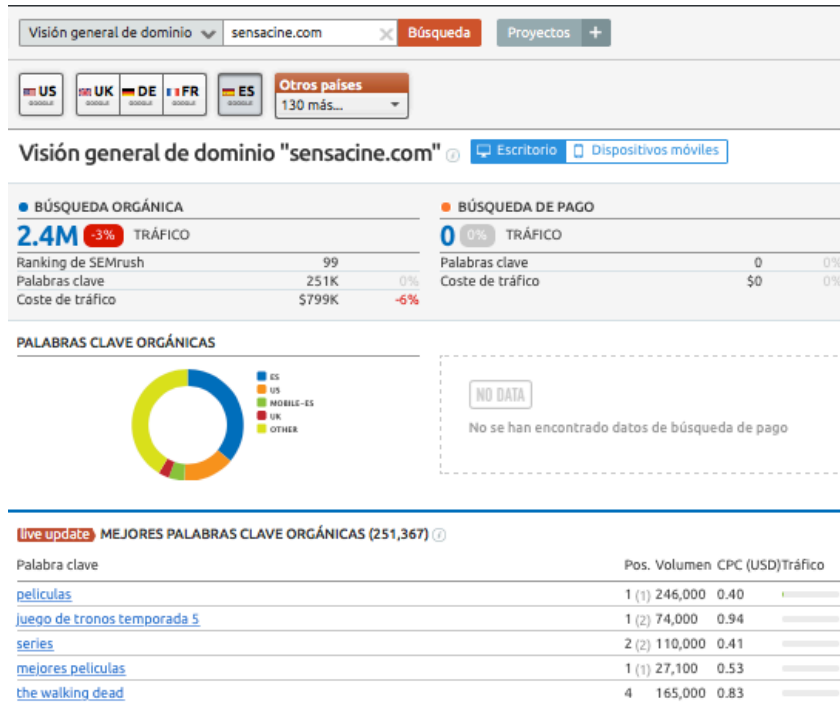 Visión general de dominio sensacine.com Búsqueda Proyectos +
US GOOGLE UK GOOGLE DE GOOGLE FR GOOGLE ES GOOGLE Otros países
130 más...
Visión general de dominio "sensacine.com" i Escritorio Dispositivos móviles
BÚSQUEDA ORGÁNICA
2.4M -3% TRÁFICO
Ranking de SEMrush 99
Palabras clave 251K 0%
Coste de tráfico $799K -6%
BÚSQUEDA DE PAGO
0 0% TRÁFICO
Palabras clave 0 0%
Coste de tráfico $0 0%
PALABRAS CLAVE ORGÁNICAS
ES
US
MOBILE-ES
UK
OTHER
NO DATA
No se han encontrado datos de búsqueda de pago
live update MEJORES PALABRAS CLAVE ORGÁNICAS (251,367) i
Palabra clave Pos. Volumen CPC (USD) Tráfico
peliculas 1 (1) 246,000 0.40
juego de tronos temporada 5 1 (2) 74,000 0.94
series 2 (2) 110,000 0.41
mejores peliculas 1 (1) 27,100 0.53
the walking dead 4 165,000 0.83